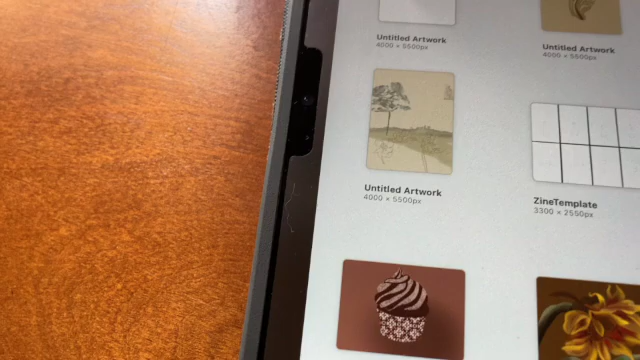 Untitled Artwork
4000 × 5500px
Untitled Artwork
4000 × 5500px
Untitled Artwork
4000 × 5500px
ZineTemplate
3300 × 2550px